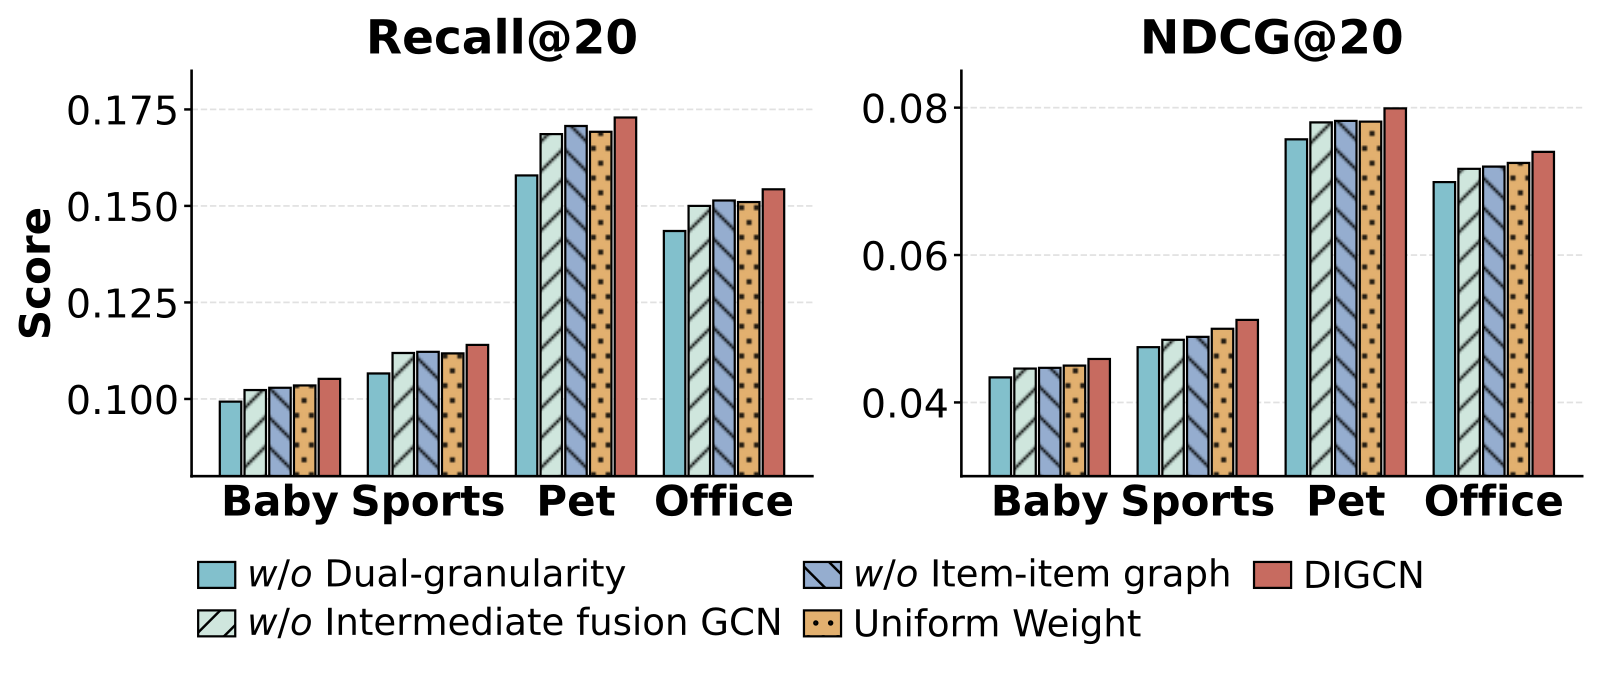 Recall@20
NDCG@20
Score
0.175
0.150
0.125
0.100
Baby Sports Pet Office
0.08
0.06
0.04
Baby Sports Pet Office
w/o Dual-granularity
w/o Intermediate fusion GCN
w/o Item-item graph
Uniform Weight
DIGCN